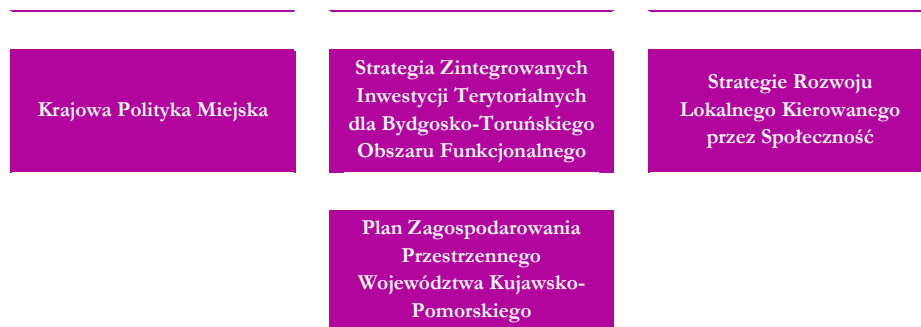 Krajowa Polityka Miejska
Strategia Zintegrowanych
Inwestycji Terytorialnych
dla Bydgosko-Toruńskiego
Obszaru Funkcjonalnego
Strategie Rozwoju
Lokalnego Kierowanego
przez Społeczność
Plan Zagospodarowania
Przestrzennego
Województwa Kujawsko-
Pomorskiego